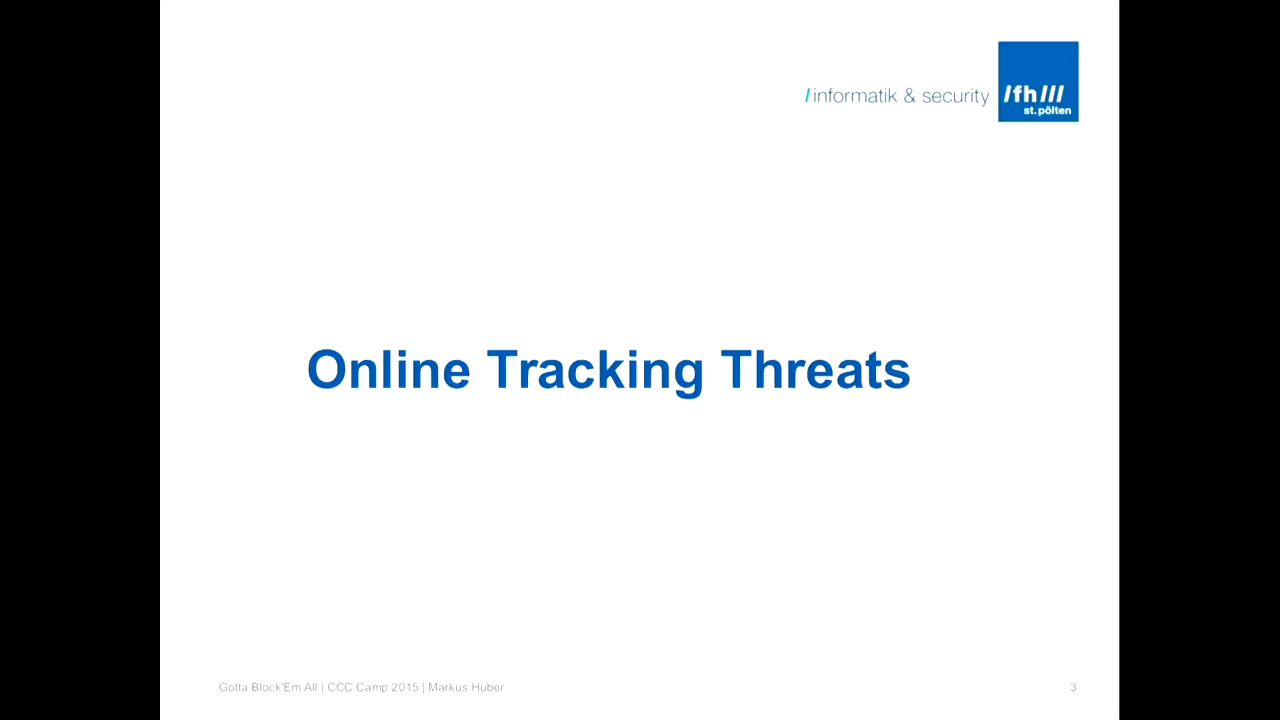 /informatik & security
/fh///
st.pölten
Online Tracking Threats
Gotta Block'Em All | CCC Camp 2015 | Markus Huber
3